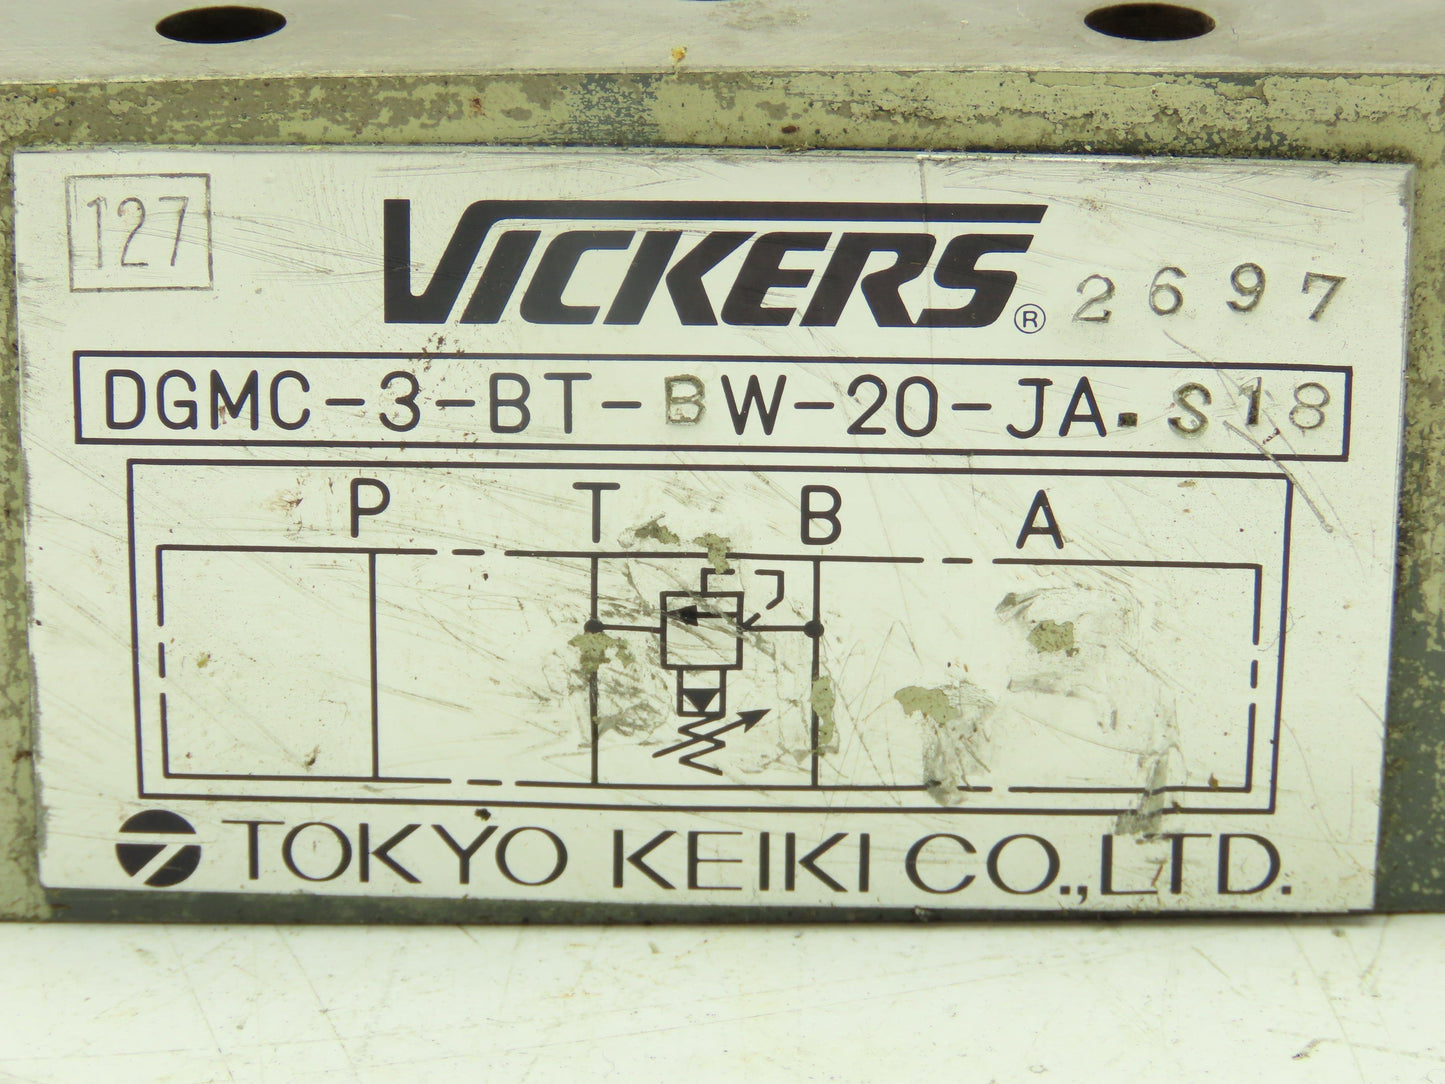 127
VICKERS ® 2697
DGMC-3-BT-BW-20-JA-S18
P T B A
TOKYO KEIKI CO., LTD.